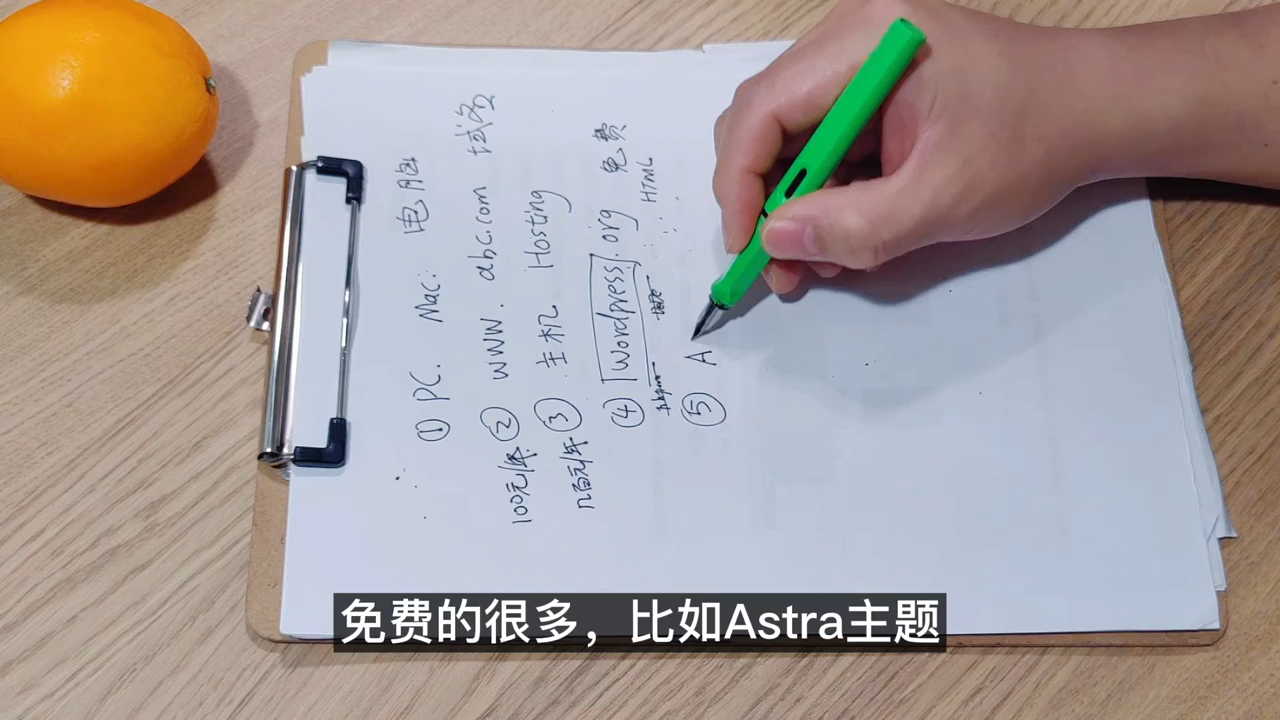 ① PC. Mac: 电脑
100元/年 ② www. abc.com 域名
几百元/年 ③ 主机 Hosting
④ Wordpress.org 免费
HTML
⑤ A
免费的很多，比如Astra主题